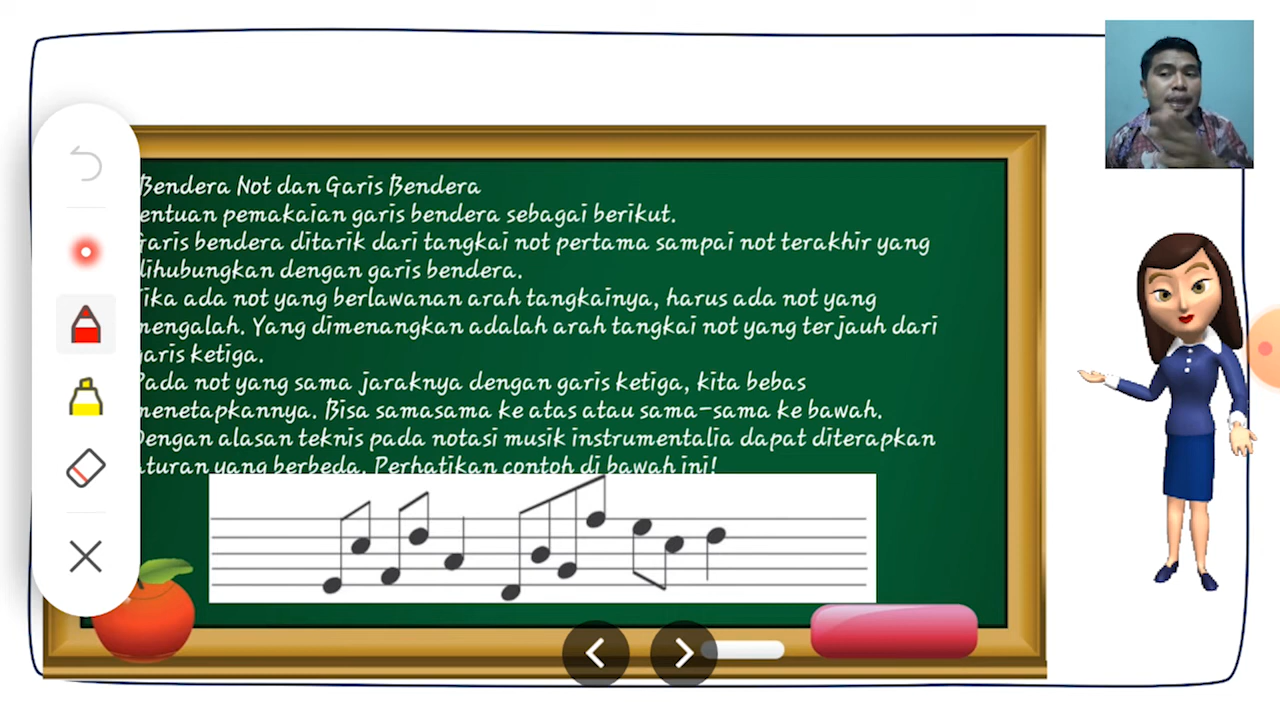 Bendera Not dan Garis Bendera
entuan pemakaian garis bendera sebagai berikut.
Garis bendera ditarik dari tangkai not pertama sampai not terakhir yang
dihubungkan dengan garis bendera.
Jika ada not yang berlawanan arah tangkainya, harus ada not yang
mengalah. Yang dimenangkan adalah arah tangkai not yang terjauh dari
garis ketiga.
Pada not yang sama jaraknya dengan garis ketiga, kita bebas
menetapkannya. Bisa samasama ke atas atau sama-sama ke bawah.
Dengan alasan teknis pada notasi musik instrumentalia dapat diterapkan
aturan yang berbeda. Perhatikan contoh di bawah ini!